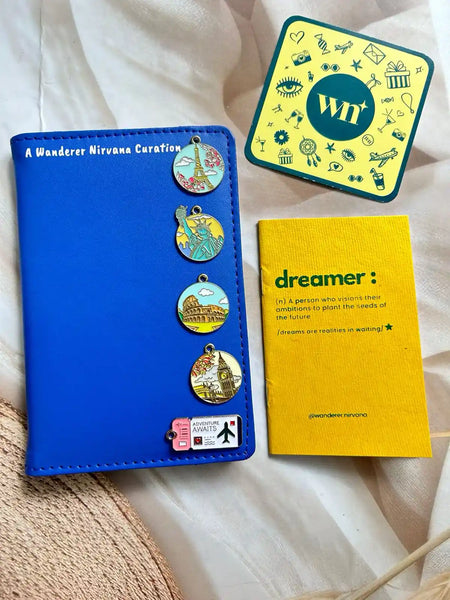 A Wanderer Nirvana Curation
wn
dreamer :
(n) A person who visions their
ambitions to plant the seeds of
the future
/dreams are realities in waiting/
@wanderer.nirvana
ADVENTURE
AWAITS